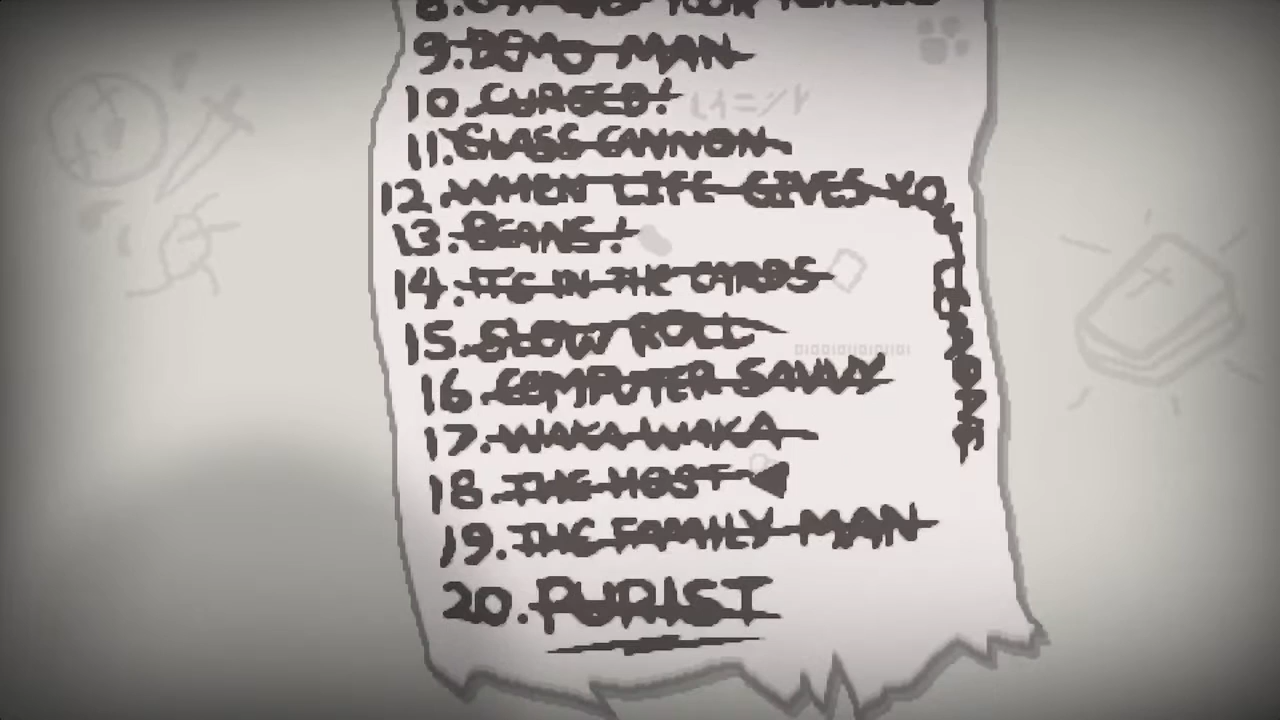 9. DEMO MAN
10. CURSED!
11. GLASS CANNON
12 WHEN LIFE GIVES YOU LEMONS
13. BEANS!
14. IT'S IN THE CARDS
15. SLOW ROLL
16 COMPUTER SAVVY
17. WAKA WAKA
18. THE HOST
19. THE FAMILY MAN
20. PURIST